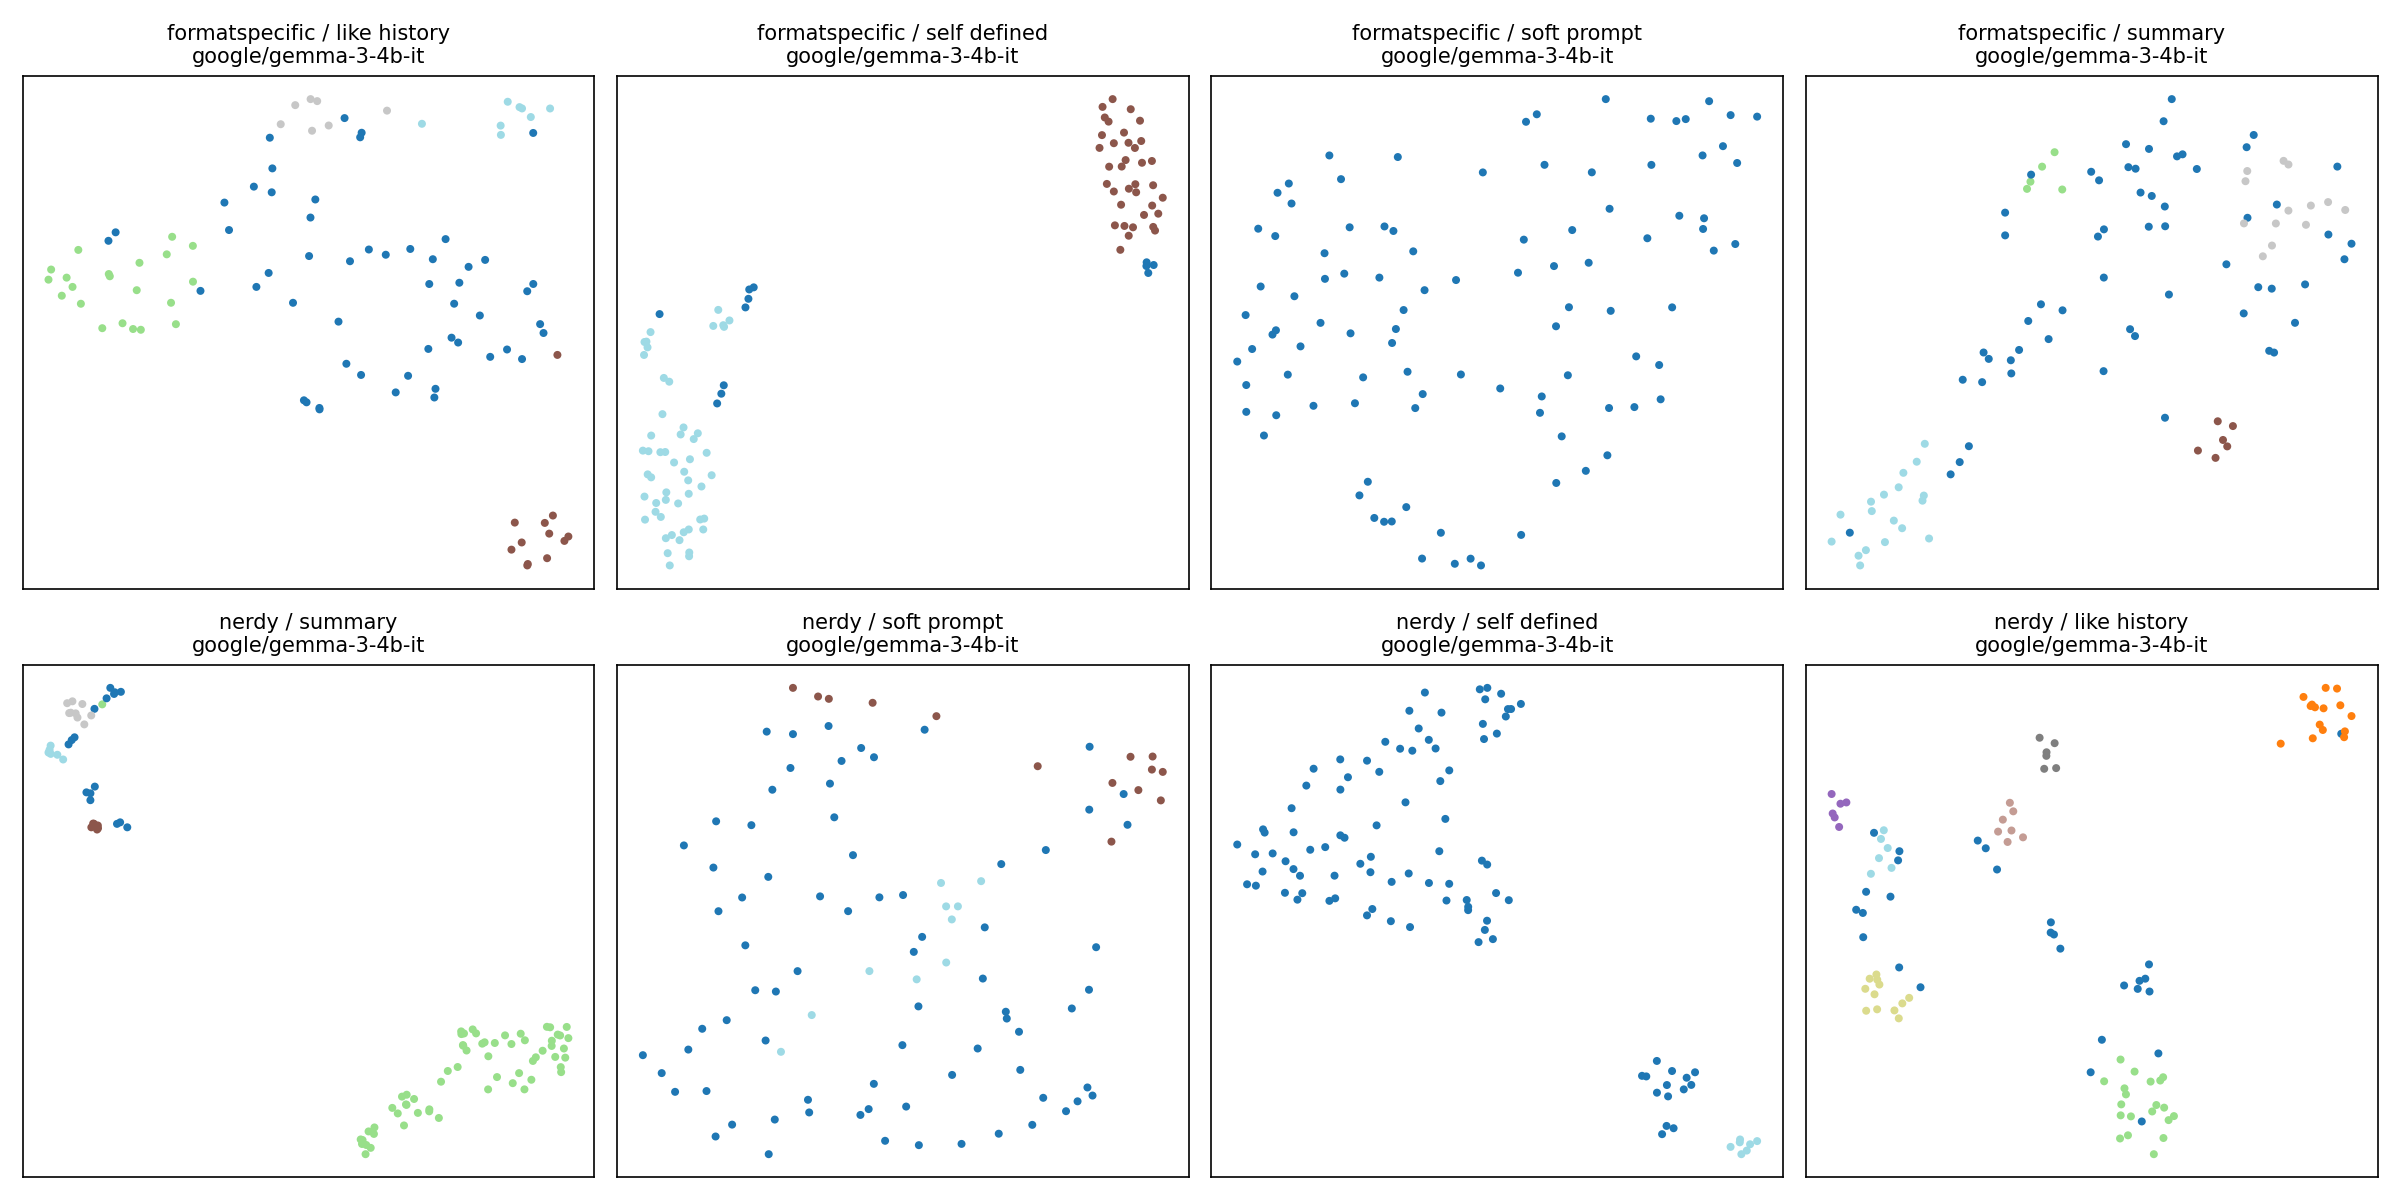 formatspecific / like history
google/gemma-3-4b-it
formatspecific / self defined
google/gemma-3-4b-it
formatspecific / soft prompt
google/gemma-3-4b-it
formatspecific / summary
google/gemma-3-4b-it
nerdy / summary
google/gemma-3-4b-it
nerdy / soft prompt
google/gemma-3-4b-it
nerdy / self defined
google/gemma-3-4b-it
nerdy / like history
google/gemma-3-4b-it